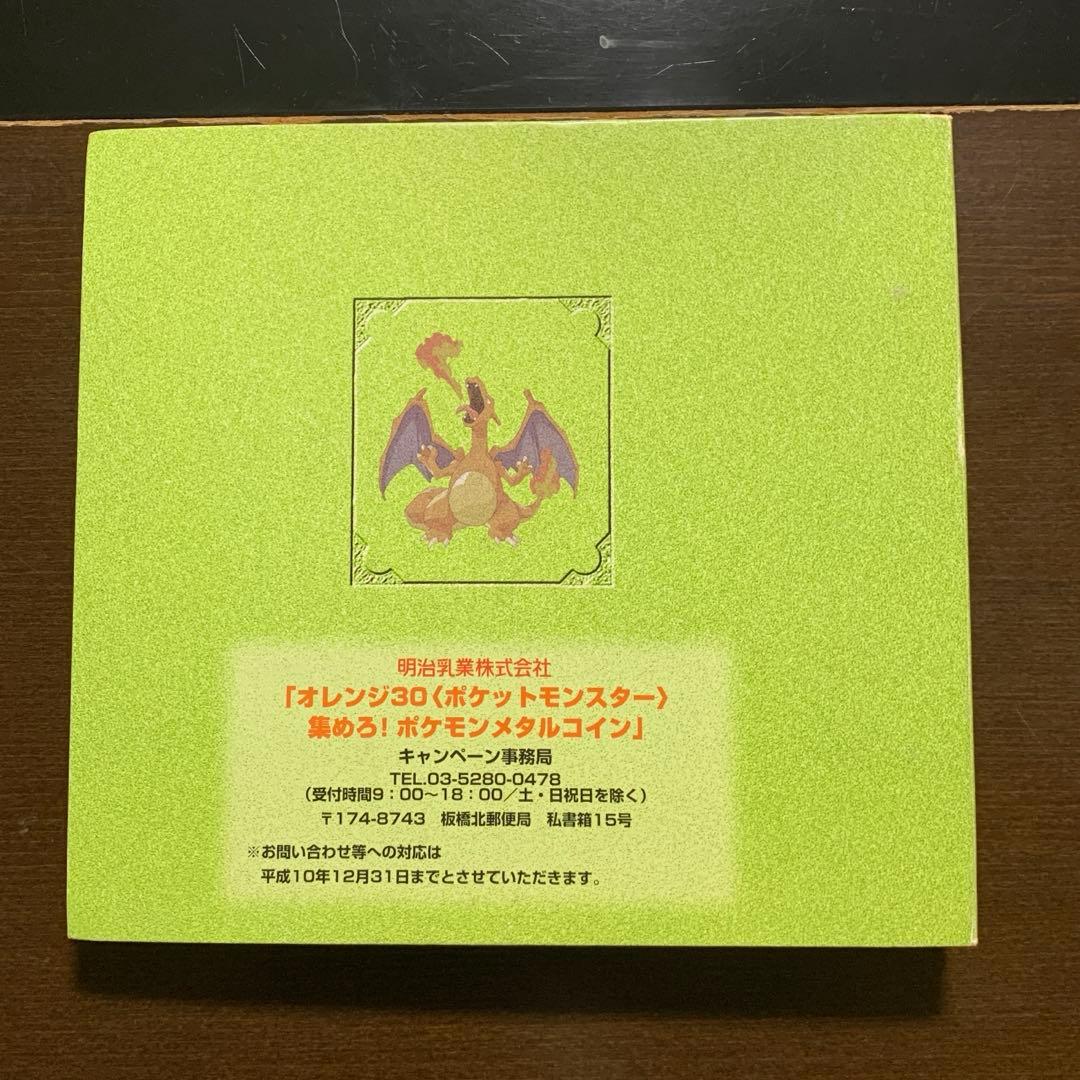 明治乳業株式会社
「オレンジ30〈ポケットモンスター〉
集めろ! ポケモンメタルコイン」
キャンペーン事務局
TEL.03-5280-0478
（受付時間9：00〜18：00／土・日祝日を除く）
〒174-8743　板橋北郵便局　私書箱15号
※お問い合わせ等への対応は
平成10年12月31日までとさせていただきます。